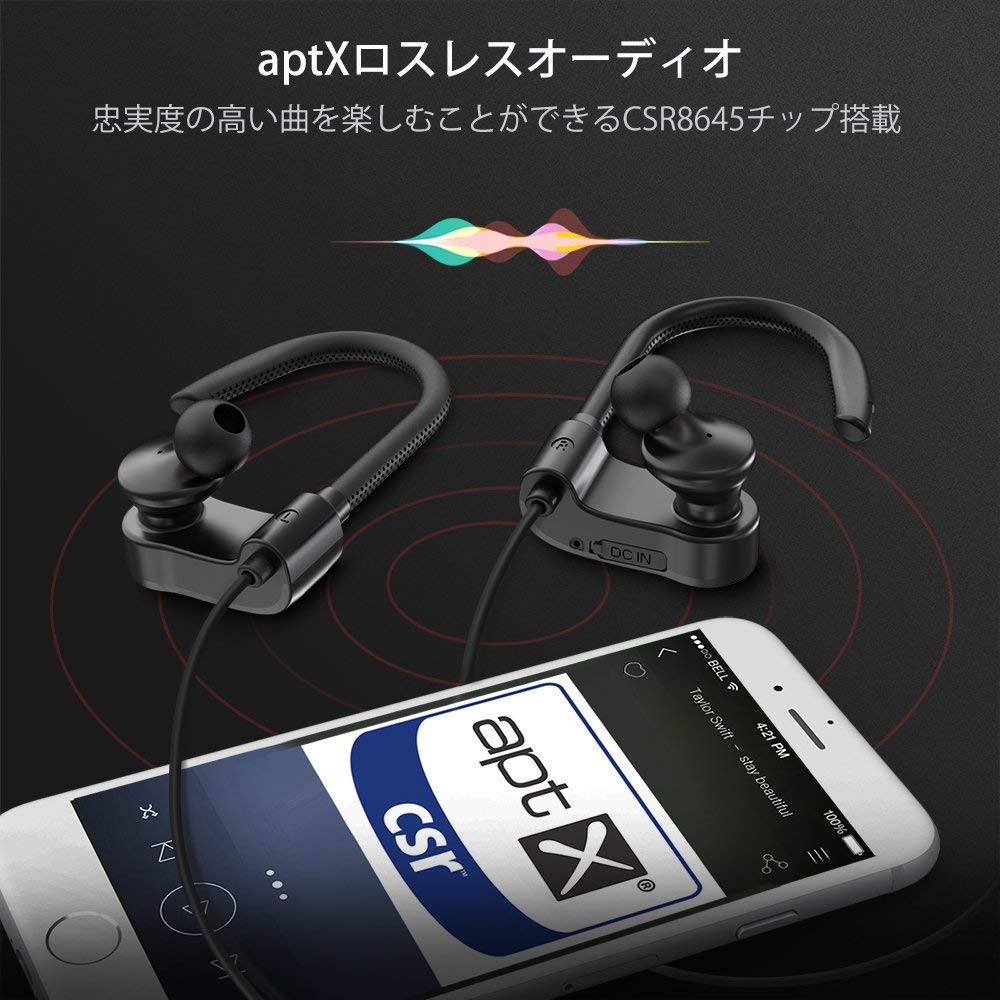 aptXロスレスオーディオ
忠実度の高い曲を楽しむことができるCSR8645チップ搭載
L
R
DC IN
BELL
4:21 PM
100%
Taylor Swift - stay beautiful
aptX®
csr™